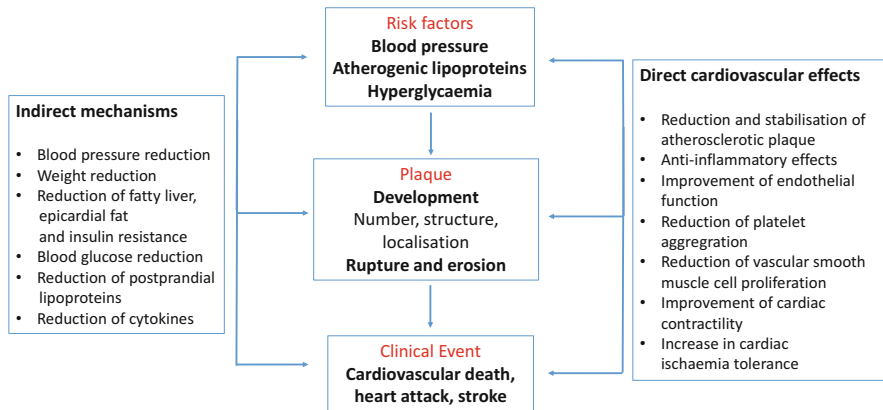 Indirect mechanisms
• Blood pressure reduction
• Weight reduction
• Reduction of fatty liver,
epicardial fat
and insulin resistance
• Blood glucose reduction
• Reduction of postprandial
lipoproteins
• Reduction of cytokines
Risk factors
Blood pressure
Atherogenic lipoproteins
Hyperglycaemia
Plaque
Development
Number, structure,
localisation
Rupture and erosion
Clinical Event
Cardiovascular death,
heart attack, stroke
Direct cardiovascular effects
• Reduction and stabilisation of
atherosclerotic plaque
• Anti-inflammatory effects
• Improvement of endothelial
function
• Reduction of platelet
aggregration
• Reduction of vascular smooth
muscle cell proliferation
• Improvement of cardiac
contractility
• Increase in cardiac
ischaemia tolerance